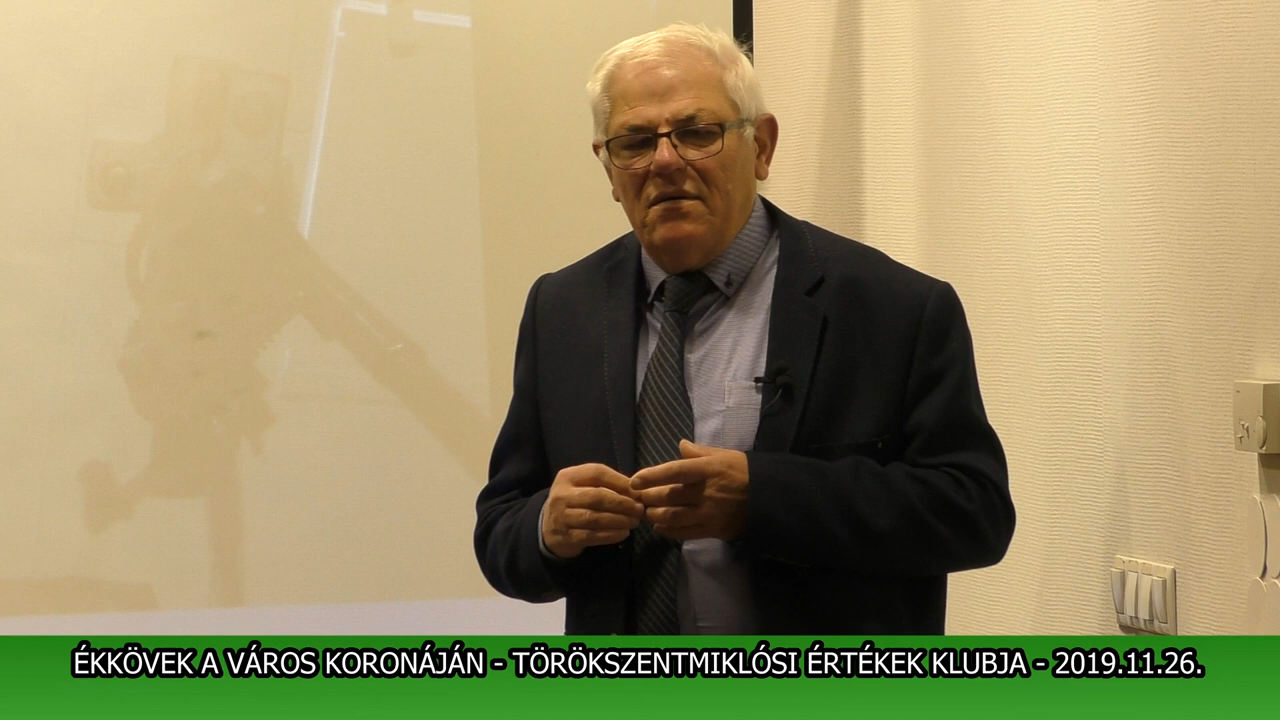 ÉKKÖVEK A VÁROS KORONÁJÁN - TÖRÖKSZENTMIKLÓSI ÉRTÉKEK KLUBJA - 2019.11.26.